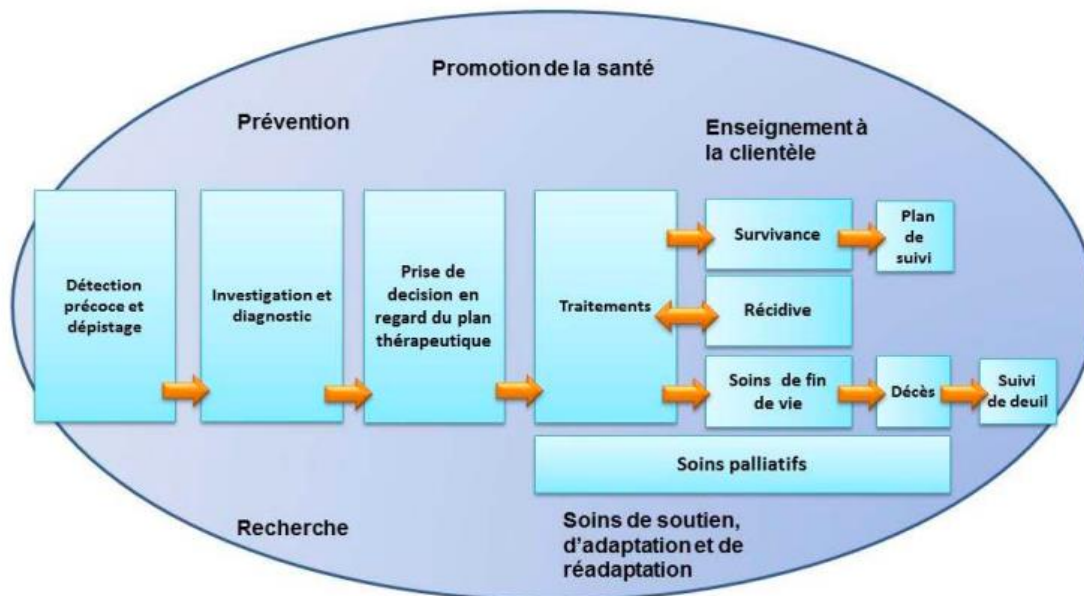 Promotion de la santé
Prévention
Enseignement à
la clientèle
Détection
précoce et
dépistage
Investigation et
diagnostic
Prise de
decision en
regard du plan
thérapeutique
Traitements
Survivance
Plan
de
suivi
Récidive
Soins de fin
de vie
Décès
Suivi
de deuil
Soins palliatifs
Recherche
Soins de soutien,
d'adaptation et de
réadaptation